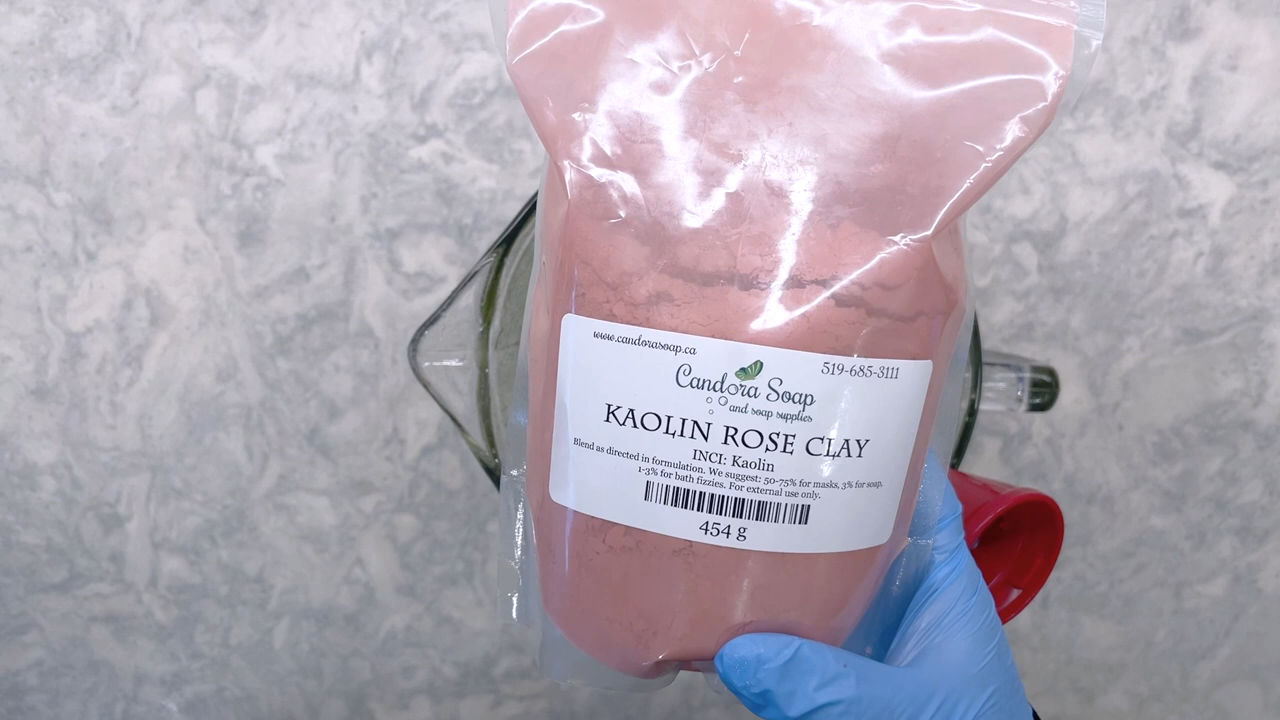 www.candorasoap.ca
519-685-3111
Candora Soap
and soap supplies
KAOLIN ROSE CLAY
INCI: Kaolin
Blend as directed in formulation. We suggest: 50-75% for masks, 3% for soap,
1-3% for bath fizzies. For external use only.
454 g